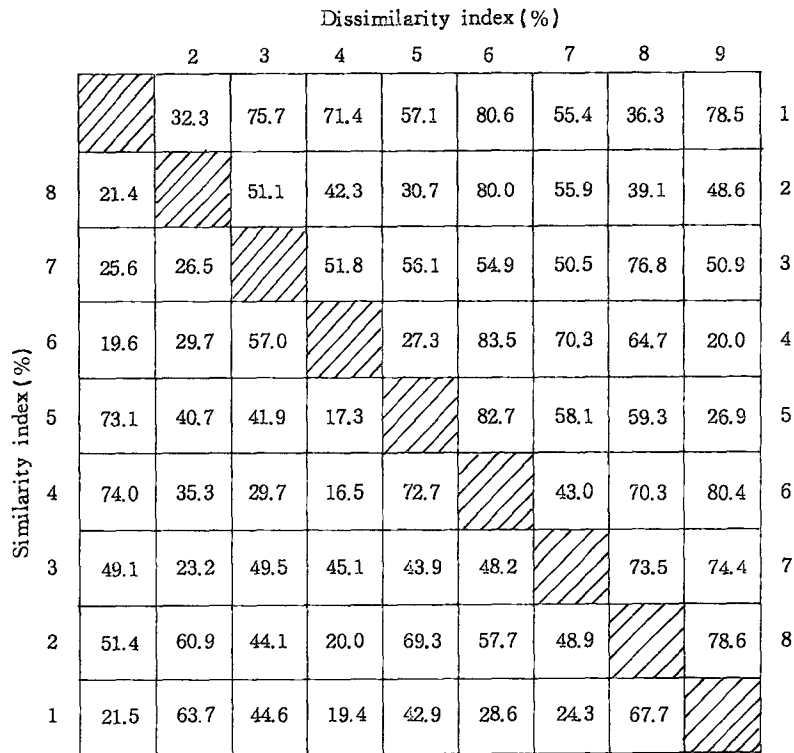 Dissimilarity index (%)
2 3 4 5 6 7 8 9
32.3 75.7 71.4 57.1 80.6 55.4 36.3 78.5 1
8 21.4 51.1 42.3 30.7 80.0 55.9 39.1 48.6 2
7 25.6 26.5 51.8 56.1 54.9 50.5 76.8 50.9 3
6 19.6 29.7 57.0 27.3 83.5 70.3 64.7 20.0 4
5 73.1 40.7 41.9 17.3 82.7 58.1 59.3 26.9 5
4 74.0 35.3 29.7 16.5 72.7 43.0 70.3 80.4 6
3 49.1 23.2 49.5 45.1 43.9 48.2 73.5 74.4 7
2 51.4 60.9 44.1 20.0 69.3 57.7 48.9 78.6 8
1 21.5 63.7 44.6 19.4 42.9 28.6 24.3 67.7
Similarity index (%)